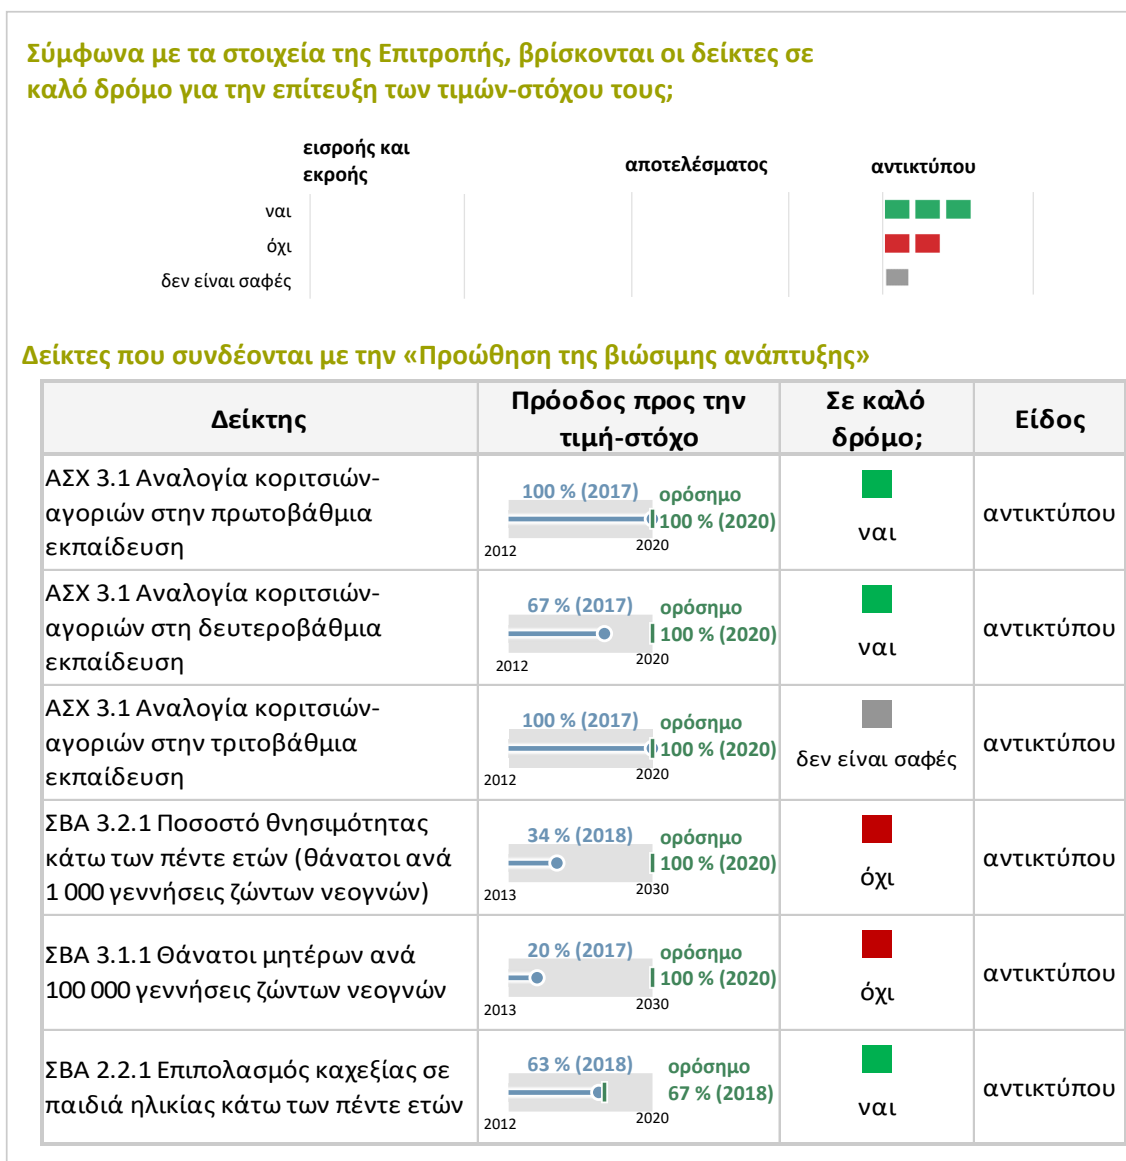 Σύμφωνα με τα στοιχεία της Επιτροπής, βρίσκονται οι δείκτες σε
καλό δρόμο για την επίτευξη των τιμών-στόχου τους;
εισροής και
εκροής
αποτελέσματος
αντικτύπου
ναι
όχι
δεν είναι σαφές
Δείκτες που συνδέονται με την «Προώθηση της βιώσιμης ανάπτυξης»
Δείκτης
Πρόοδος προς την
τιμή-στόχο
Σε καλό
δρόμο;
Είδος
ΑΣΧ 3.1 Αναλογία κοριτσιών-
αγοριών στην πρωτοβάθμια
εκπαίδευση
100 % (2017)
ορόσημο
100 % (2020)
2012
2020
ναι
αντικτύπου
ΑΣΧ 3.1 Αναλογία κοριτσιών-
αγοριών στη δευτεροβάθμια
εκπαίδευση
67 % (2017)
ορόσημο
100 % (2020)
2012
2020
ναι
αντικτύπου
ΑΣΧ 3.1 Αναλογία κοριτσιών-
αγοριών στην τριτοβάθμια
εκπαίδευση
100 % (2017)
ορόσημο
100 % (2020)
2012
2020
δεν είναι σαφές
αντικτύπου
ΣΒΑ 3.2.1 Ποσοστό θνησιμότητας
κάτω των πέντε ετών (θάνατοι ανά
1 000 γεννήσεις ζώντων νεογνών)
34 % (2018)
ορόσημο
100 % (2020)
2013
2030
όχι
αντικτύπου
ΣΒΑ 3.1.1 Θάνατοι μητέρων ανά
100 000 γεννήσεις ζώντων νεογνών
20 % (2017)
ορόσημο
100 % (2020)
2013
2030
όχι
αντικτύπου
ΣΒΑ 2.2.1 Επιπολασμός καχεξίας σε
παιδιά ηλικίας κάτω των πέντε ετών
63 % (2018)
ορόσημο
67 % (2018)
2012
2020
ναι
αντικτύπου